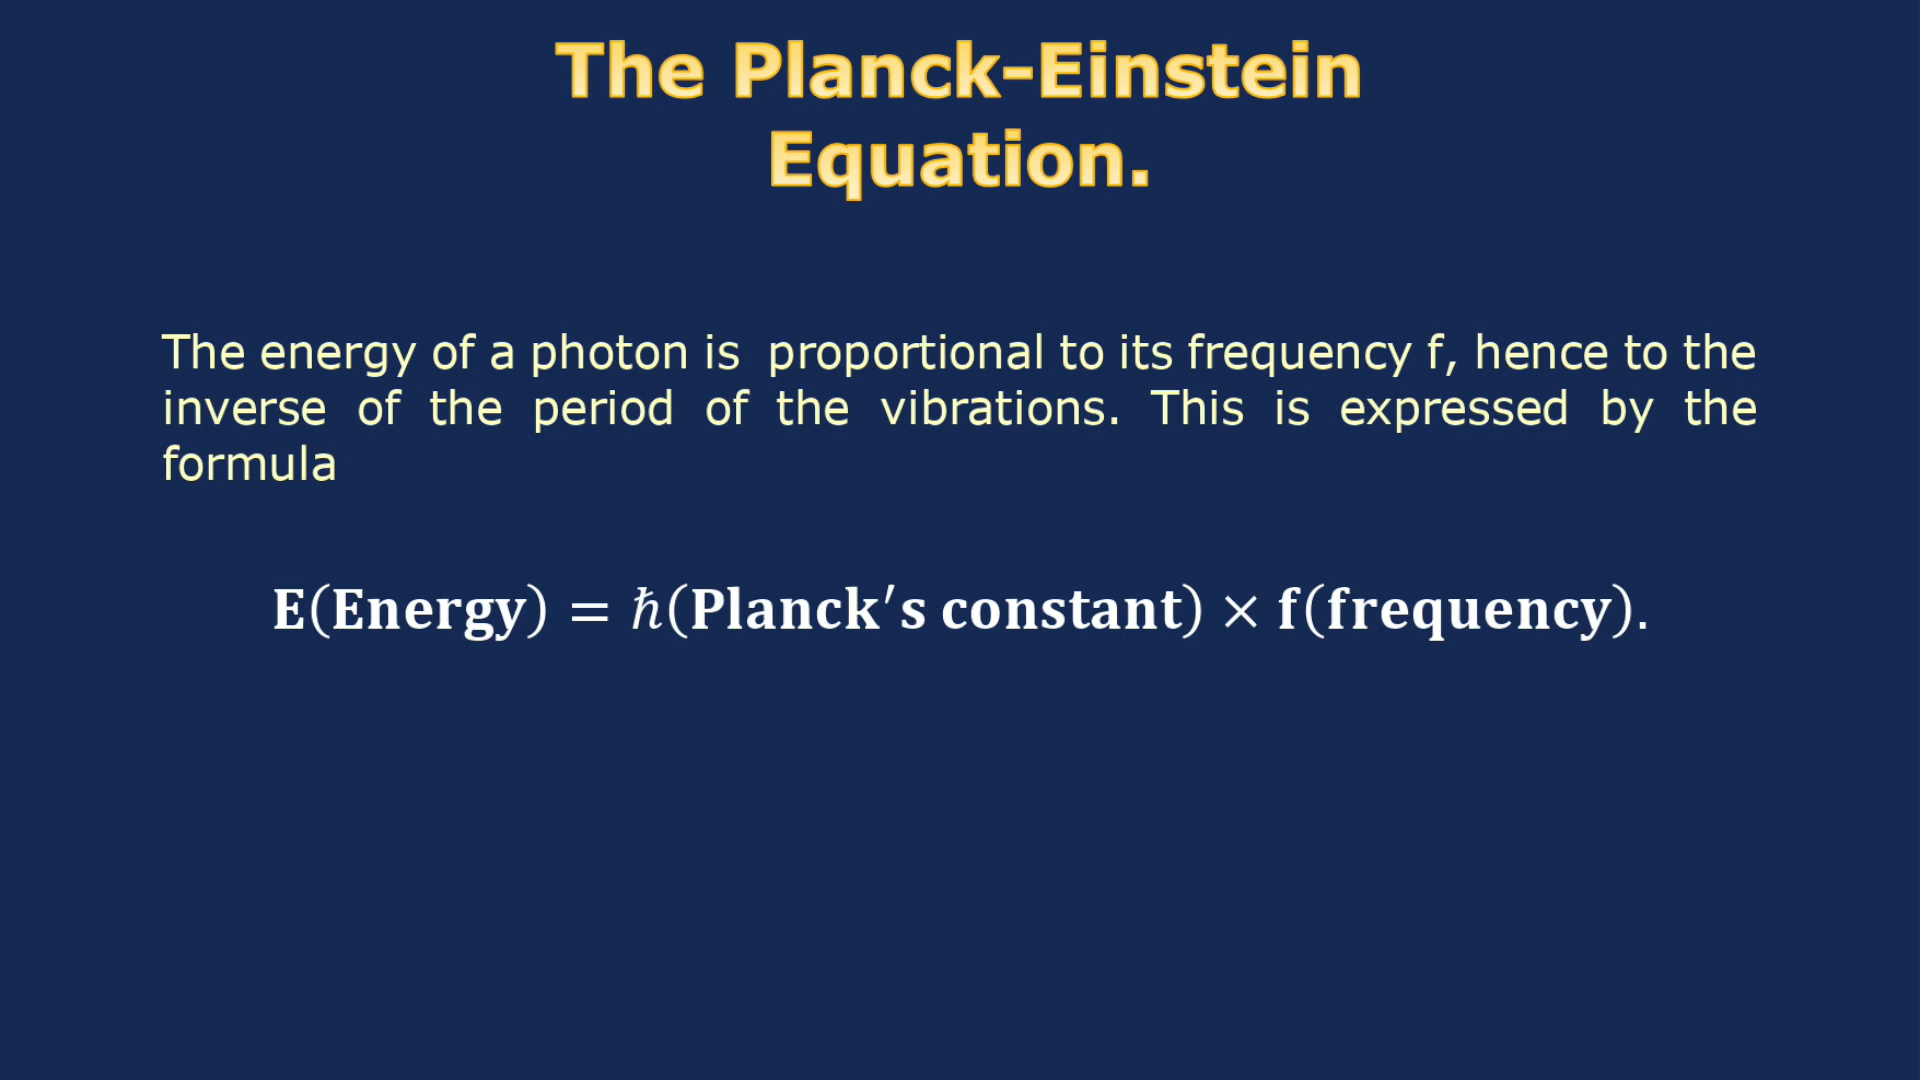 The Planck-Einstein
Equation.
The energy of a photon is  proportional to its frequency f, hence to the
inverse of the period of the vibrations. This is expressed by the
formula
E(Energy) = ℏ(Planck′s constant) × f(frequency).